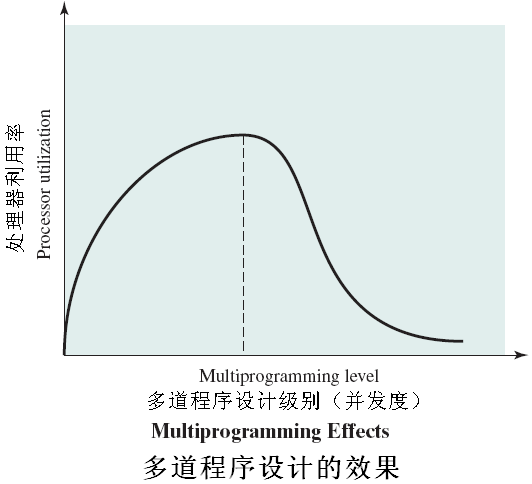 处理器利用率
Processor utilization
Multiprogramming level
多道程序设计级别（并发度）
Multiprogramming Effects
多道程序设计的效果